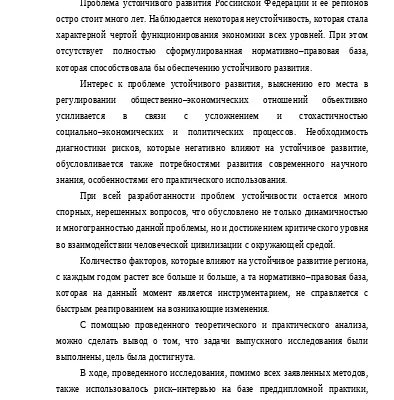 Проблема устойчивого развития Российской Федерации и ее регионов
остро стоит много лет. Наблюдается некоторая неустойчивость, которая стала
характерной чертой функционирования экономики всех уровней. При этом
отсутствует полностью сформулированная нормативно–правовая база,
которая способствовала бы обеспечению устойчивого развития.
Интерес к проблеме устойчивого развития, выяснению его места в
регулировании общественно–экономических отношений объективно
усиливается в связи с усложнением и стохастичностью
социально–экономических и политических процессов. Необходимость
диагностики рисков, которые негативно влияют на устойчивое развитие,
обусловливается также потребностями развития современного научного
знания, особенностями его практического использования.
При всей разработанности проблем устойчивости остается много
спорных, нерешенных вопросов, что обусловлено не только динамичностью
и многогранностью данной проблемы, но и достижением критического уровня
во взаимодействии человеческой цивилизации с окружающей средой.
Количество факторов, которые влияют на устойчивое развитие региона,
с каждым годом растет все больше и больше, а та нормативно–правовая база,
которая на данный момент является инструментарием, не справляется с
быстрым реагированием на возникающие изменения.
С помощью проведенного теоретического и практического анализа,
можно сделать вывод о том, что задачи выпускного исследования были
выполнены, цель была достигнута.
В ходе, проведенного исследования, помимо всех заявленных методов,
также использовалось риск–интервью на базе преддипломной практики,